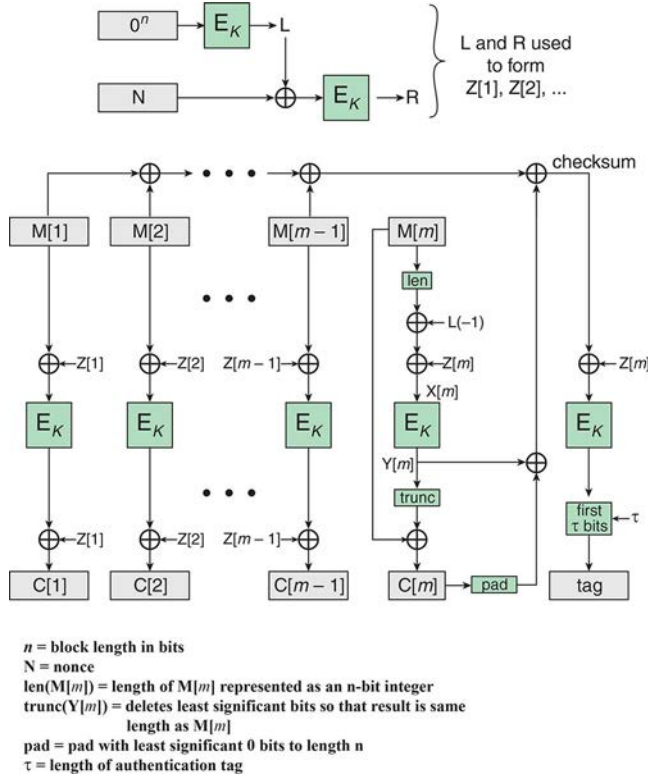 0ⁿ E_K L
N E_K R
L and R used
to form
Z[1], Z[2], ...
checksum
M[1] M[2] M[m – 1] M[m]
len
L(–1)
Z[1] Z[2] Z[m – 1] Z[m] Z[m]
X[m]
E_K E_K E_K E_K E_K
Y[m]
trunc
first
τ bits
τ
Z[1] Z[2] Z[m – 1]
C[1] C[2] C[m – 1] C[m] pad tag
n = block length in bits
N = nonce
len(M[m]) = length of M[m] represented as an n-bit integer
trunc(Y[m]) = deletes least significant bits so that result is same
length as M[m]
pad = pad with least significant 0 bits to length n
τ = length of authentication tag